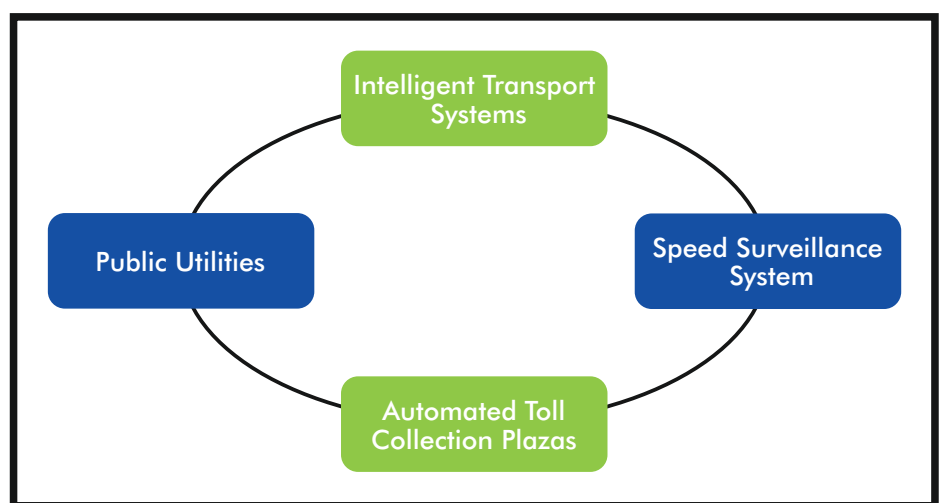 Intelligent Transport
Systems
Public Utilities
Speed Surveillance
System
Automated Toll
Collection Plazas